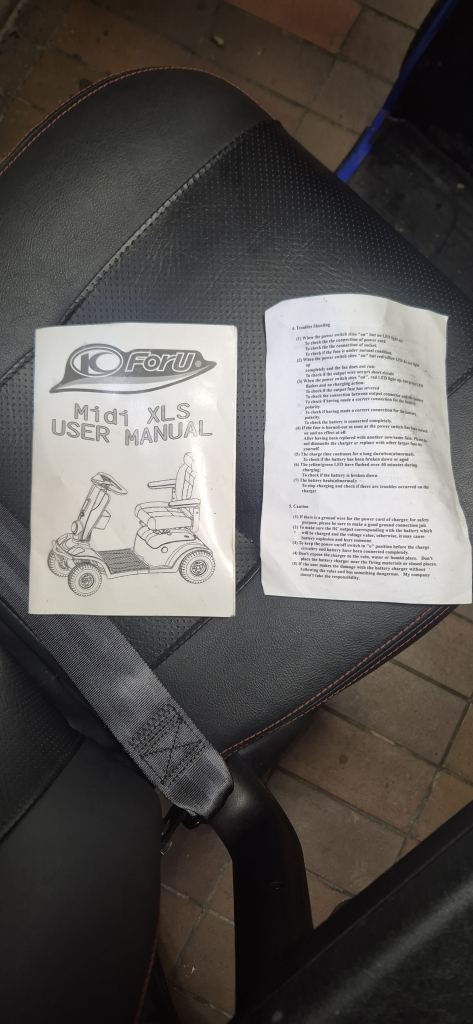 K ForU
Midi XLS
USER MANUAL
4. Troubles Shooting
(1) When the power switch sites "on" but no LED light up:
To check the the connection of power cord
To check the the connection of socket.
To check if the fuse is under normal condition.
(2) When the power switch sites "on" but red/yellow LED do not light
up
completely and the fan does not run:
To check if the output wire occurs short circuit
(3) When the power switch sites "on", red LED light up, but
flashes and no charging action:
To check if the output fuse has severed
To check the connection between output connector and
To check if having made a correct connection for the battery
polarity.
To check if having made a correct connection for the battery
polarity.
To check the battery is connected completely.
(4) If the fuse is burned-out as soon as the power switch has been turned
on and no effect at all:
After having been replaced with another new/same fuse. Please do
not dismantle the charger or replace with other larger fuse by
yourself
(5) The charge time continues for a long duration(abnormal):
To check if the battery has been broken down or aged
(6) The yellow/green LED have flashed over 40 minutes during
charging:
To check if the battery is broken down
(7) The battery heats(abnormal):
To stop charging and check if there are troubles occurred on the
charger
5. Caution
(1) If there is a ground wire for the power cord of charger, for safety
purpose, please be sure to make a good ground connection job.
(2) To make sure the DC output corresponding with the battery which
will be charged and the voltage value, otherwise, it may cause
battery explosion and hurt someone.
(3) To keep the power on/off switch in "o" position before the charge
circuitry and battery have been connected completely.
(4) Don't expose the charger to the rain, water or humid place. Don't
place the battery charger near the firing materials or closed places.
(5) If the user makes the damage with the battery charger without
following the rules and has something dangerous. My company
doesn't take the responsibility.